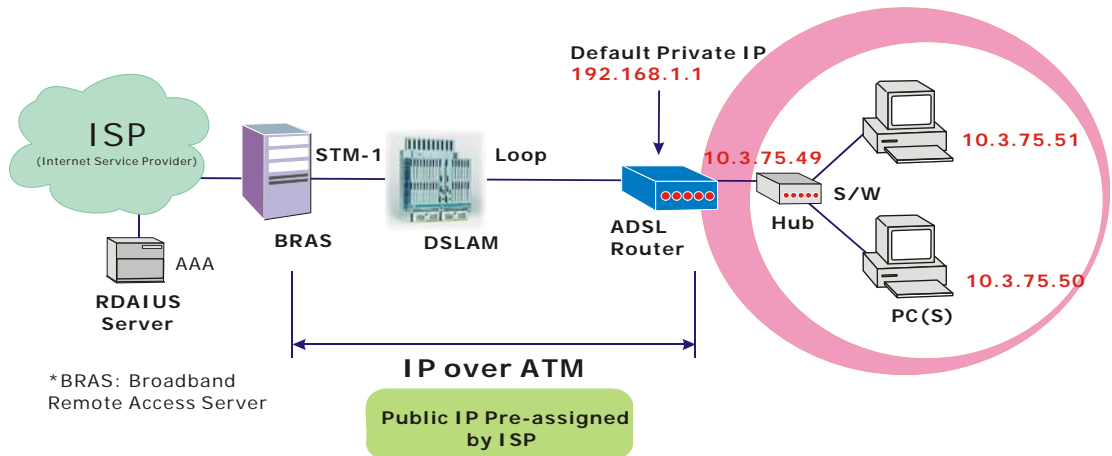 ISP
(Internet Service Provider)
AAA
RDAIUS
Server
*BRAS: Broadband
Remote Access Server
BRAS
STM-1
DSLAM
Loop
Default Private IP
192.168.1.1
ADSL
Router
10.3.75.49
S/W
Hub
10.3.75.51
10.3.75.50
PC(S)
IP over ATM
Public IP Pre-assigned
by ISP